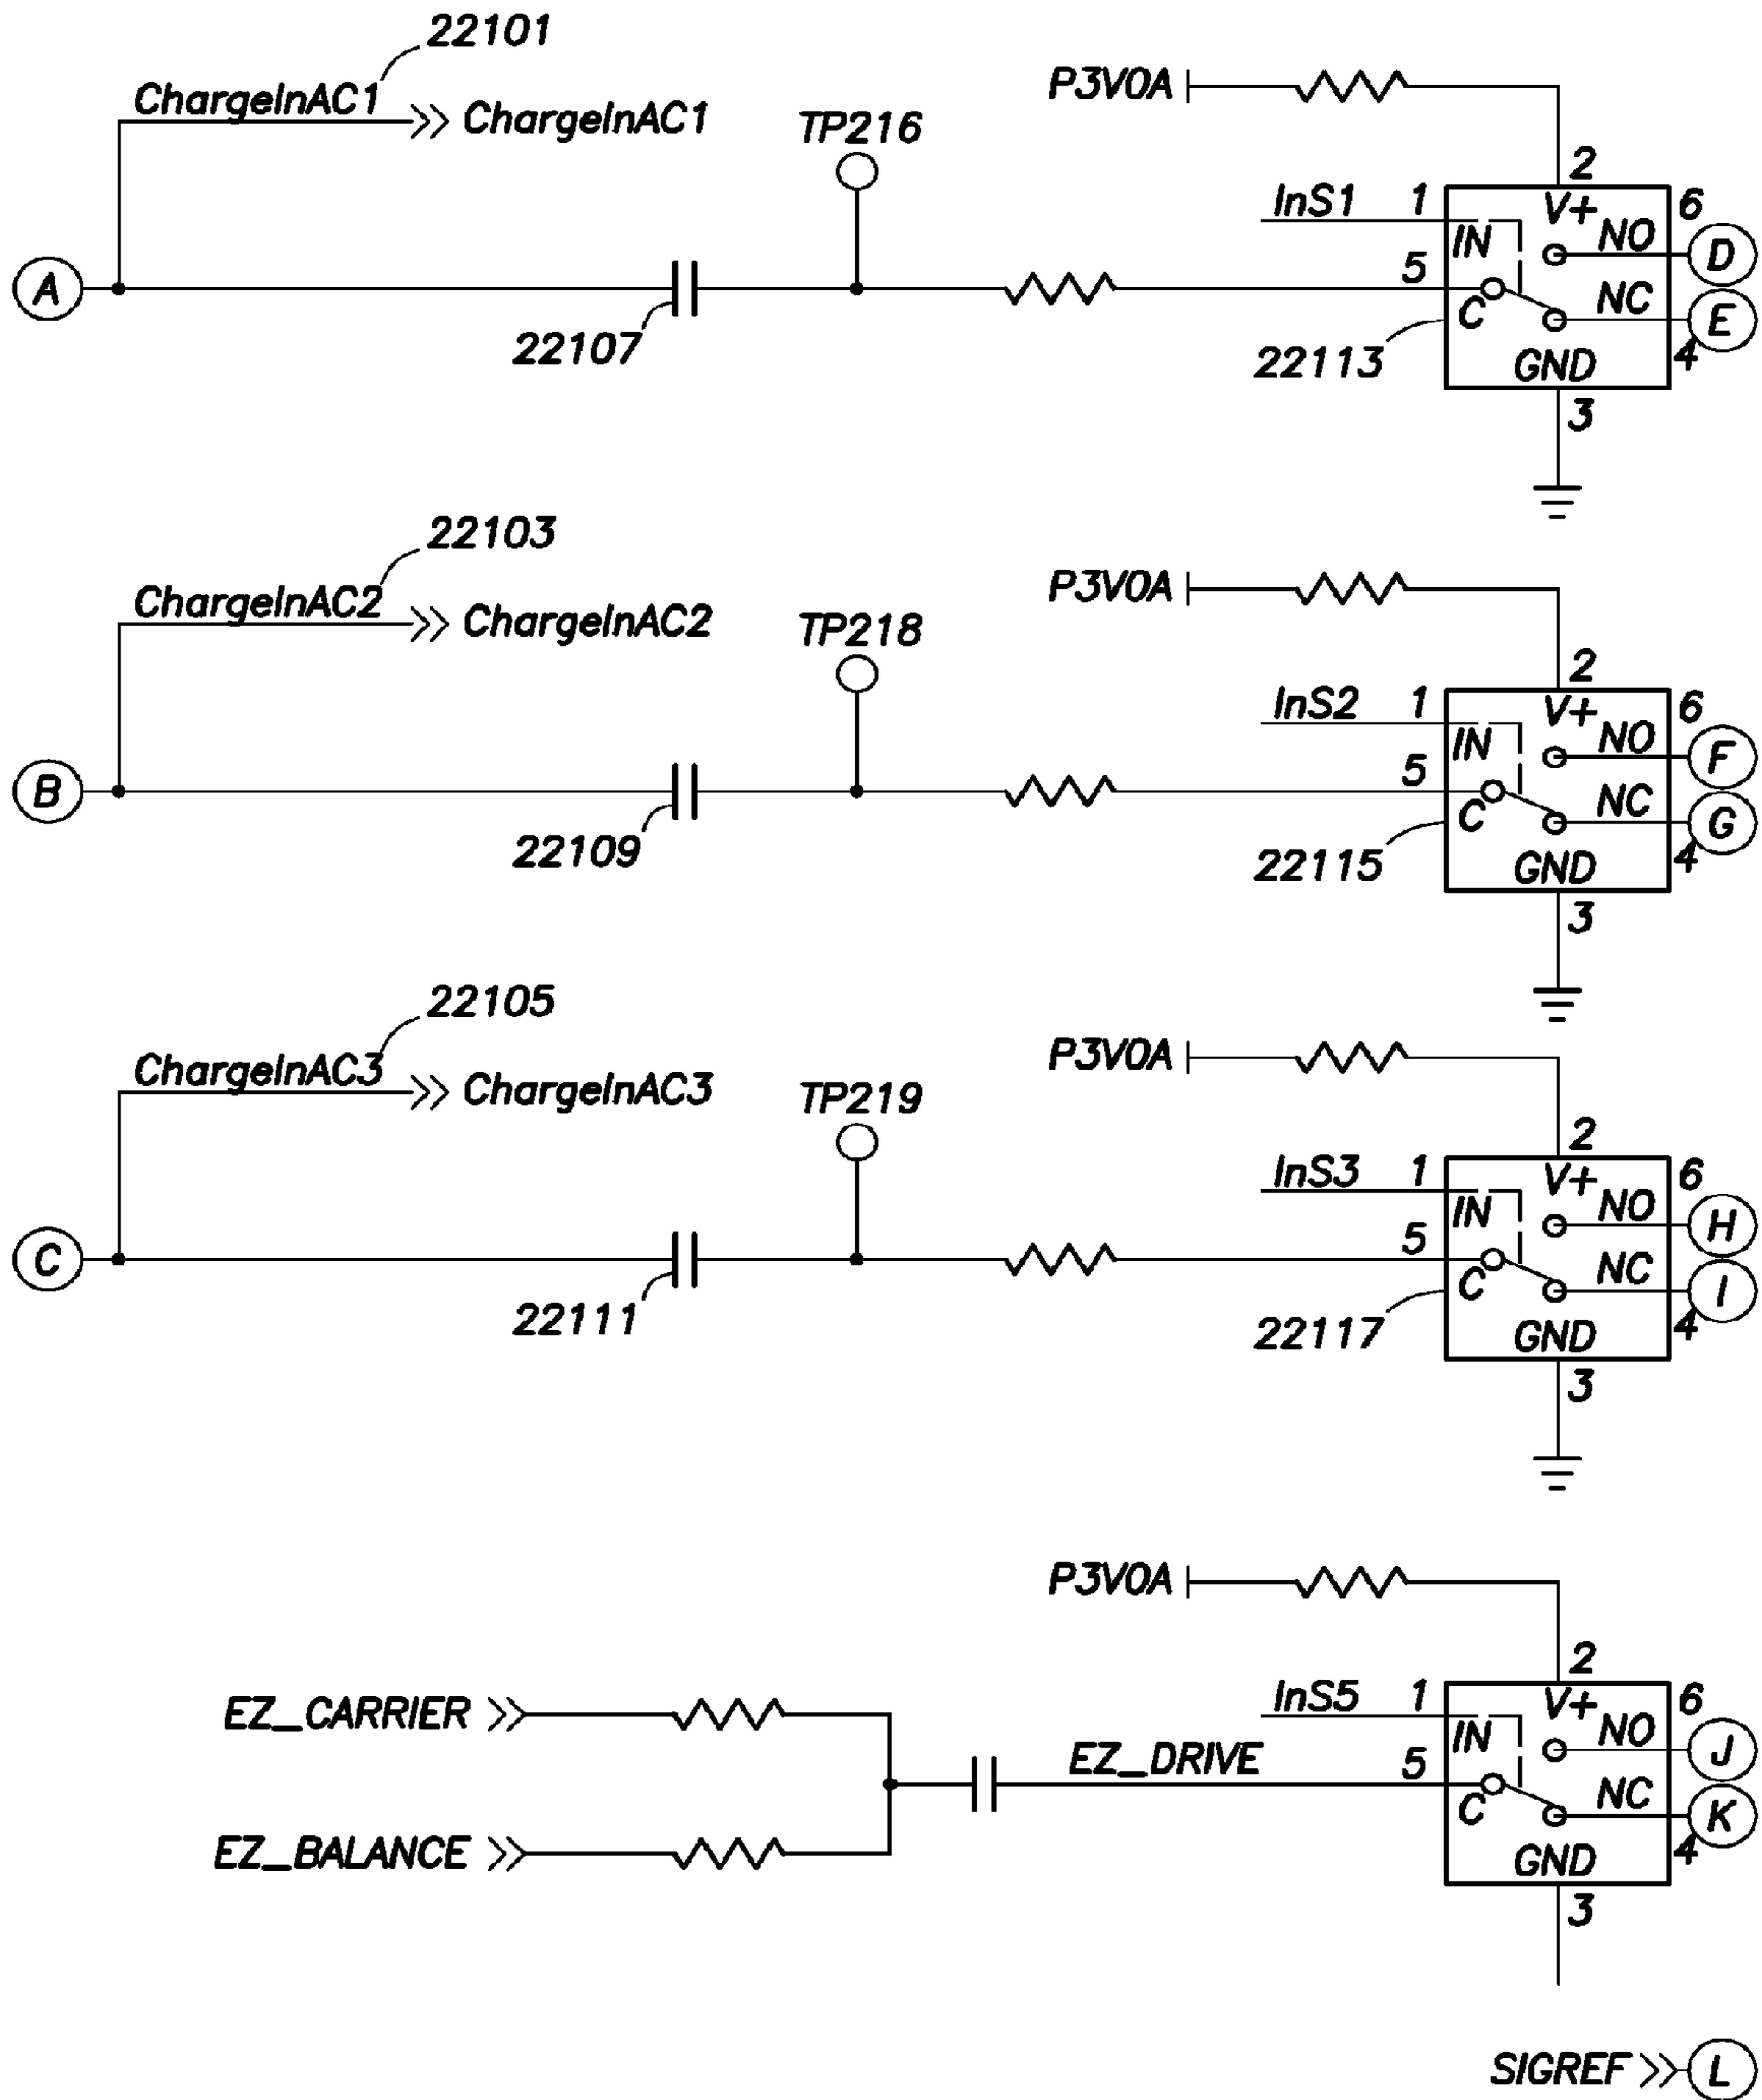 22101
ChargeInAC1 ChargeInAC1
P3V0A
TP216
2
InS1 1 V+ 6
IN NO D
A 5 C NC E
22107
22113 GND 4
3
22103
ChargeInAC2 ChargeInAC2
P3V0A
TP218
2
InS2 1 V+ 6
IN NO F
B 5 C NC G
22109
22115 GND 4
3
22105
ChargeInAC3 ChargeInAC3
P3V0A
TP219
2
InS3 1 V+ 6
IN NO H
C 5 C NC I
22111
22117 GND 4
3
P3V0A
2
EZ_CARRIER
InS5 1 V+ 6
IN NO J
EZ_DRIVE 5 C NC K
EZ_BALANCE
GND 4
3
SIGREF L